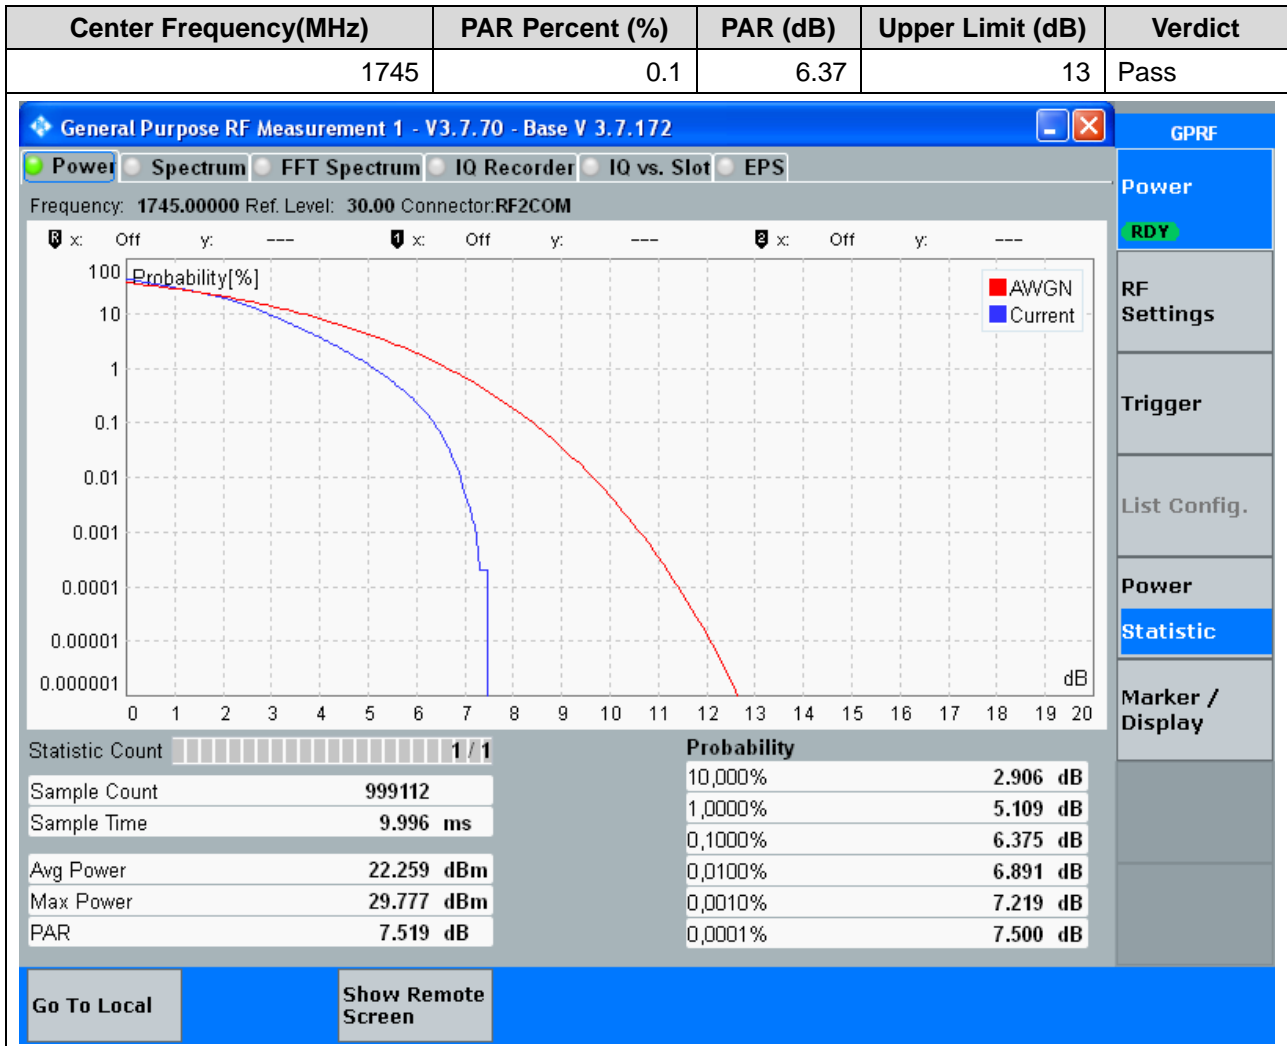 Center Frequency(MHz) PAR Percent (%) PAR (dB) Upper Limit (dB) Verdict
1745 0.1 6.37 13 Pass
General Purpose RF Measurement 1 - V3.7.70 - Base V 3.7.172
GPRF
Power Spectrum FFT Spectrum IQ Recorder IQ vs. Slot EPS
Frequency: 1745.00000 Ref. Level: 30.00 Connector:RF2COM
R x: Off y: --- 1 x: Off y: --- 2 x: Off y: ---
Probability[%]
AWGN
Current
100
10
1
0.1
0.01
0.001
0.0001
0.00001
0.000001
dB
0 1 2 3 4 5 6 7 8 9 10 11 12 13 14 15 16 17 18 19 20
Statistic Count 1 / 1
Sample Count 999112
Sample Time 9.996 ms
Avg Power 22.259 dBm
Max Power 29.777 dBm
PAR 7.519 dB
Probability
10,000% 2.906 dB
1,0000% 5.109 dB
0,1000% 6.375 dB
0,0100% 6.891 dB
0,0010% 7.219 dB
0,0001% 7.500 dB
Power
RDY
RF
Settings
Trigger
List Config.
Power
Statistic
Marker /
Display
Go To Local
Show Remote
Screen